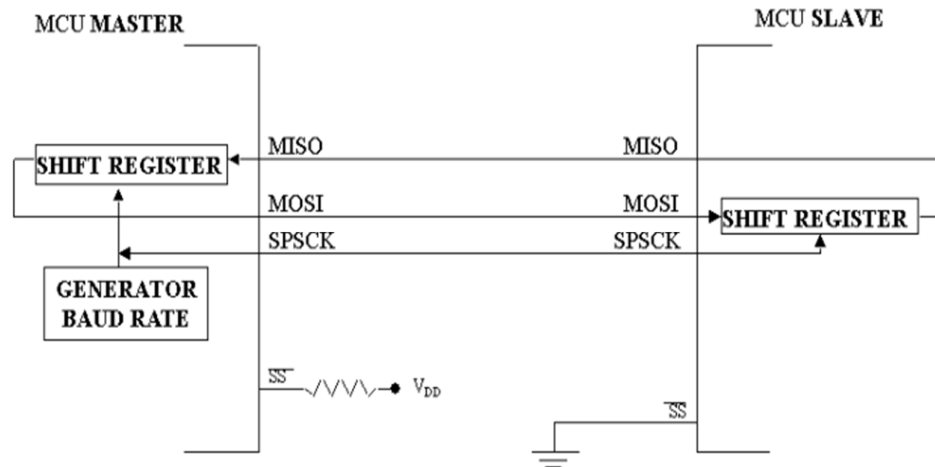 MCU MASTER
MCU SLAVE
MISO
MISO
SHIFT REGISTER
MOSI
MOSI
SHIFT REGISTER
SPSCK
SPSCK
GENERATOR
BAUD RATE
SS
VDD
SS